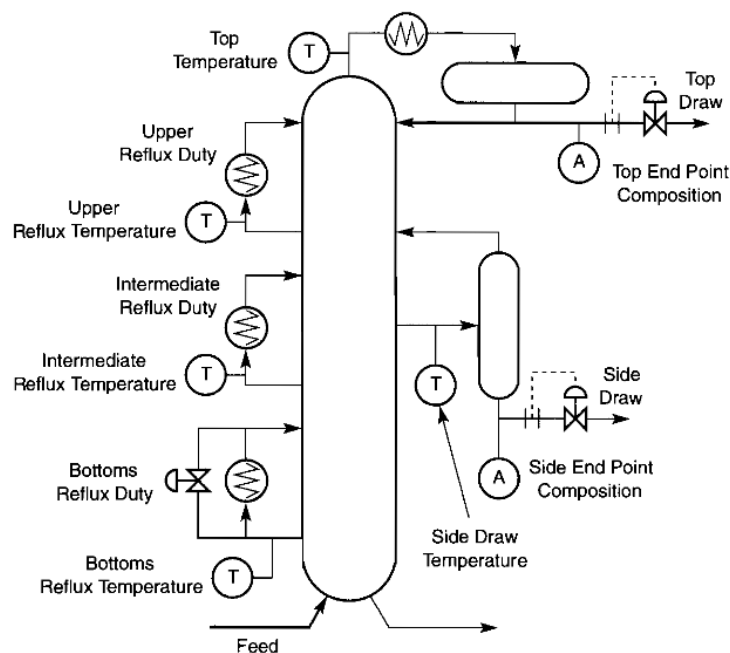 Top
Temperature
T
Top
Draw
A
Top End Point
Composition
Upper
Reflux Duty
Upper
Reflux Temperature
T
Intermediate
Reflux Duty
Intermediate
Reflux Temperature
T
T
Side
Draw
A
Side End Point
Composition
Bottoms
Reflux Duty
Side Draw
Temperature
Bottoms
Reflux Temperature
T
Feed